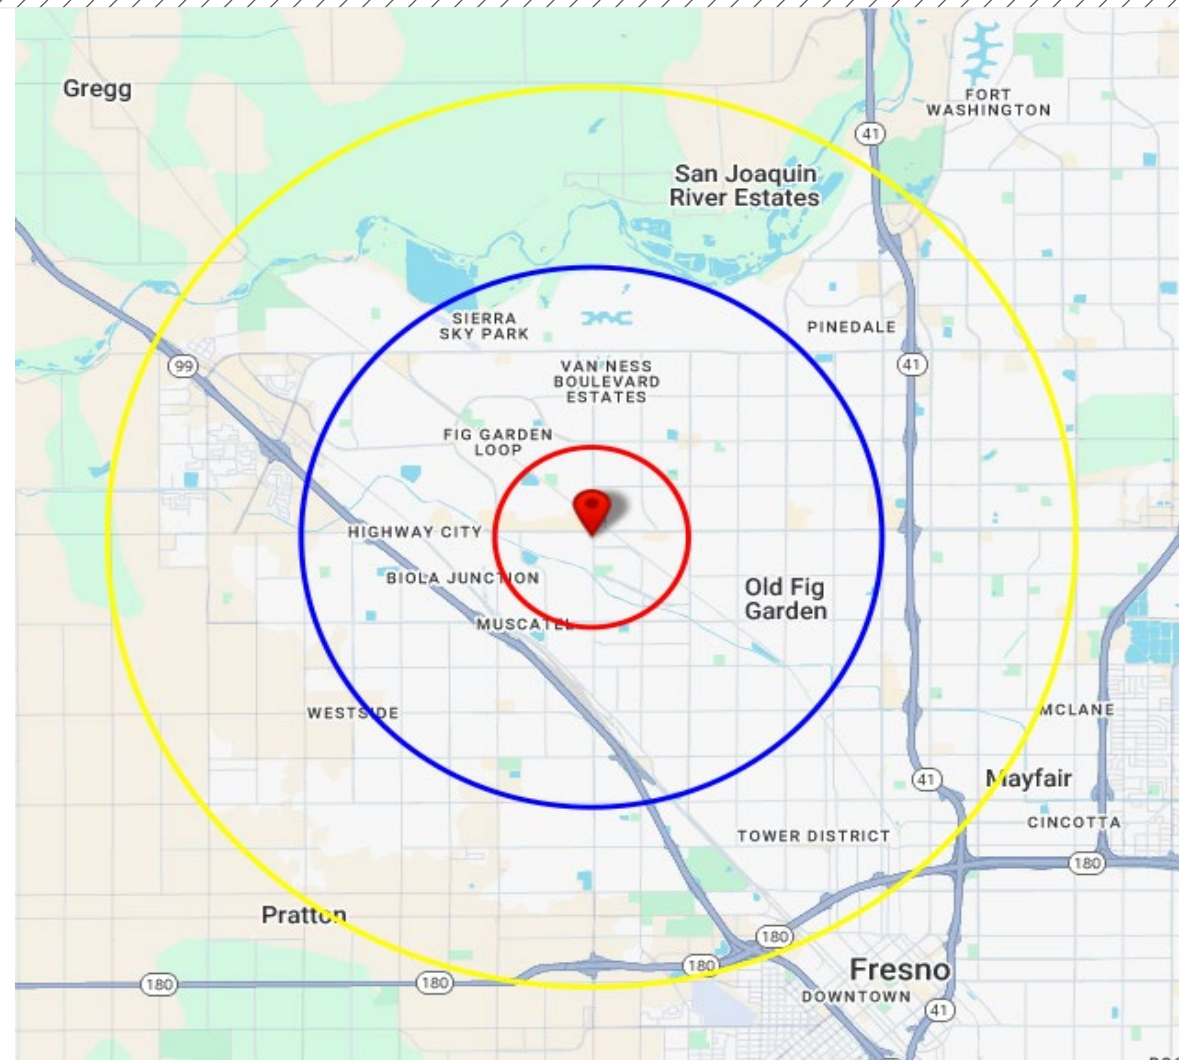 Gregg
FORT
WASHINGTON
41
San Joaquin
River Estates
SIERRA
SKY PARK
PINEDALE
99
41
VAN NESS
BOULEVARD
ESTATES
FIG GARDEN
LOOP
HIGHWAY CITY
BIOLA JUNCTION
Old Fig
Garden
MUSCATEL
WESTSIDE
MCLANE
41
Mayfair
CINCOTTA
TOWER DISTRICT
180
Pratton
180
180
Fresno
180
180
DOWNTOWN
41